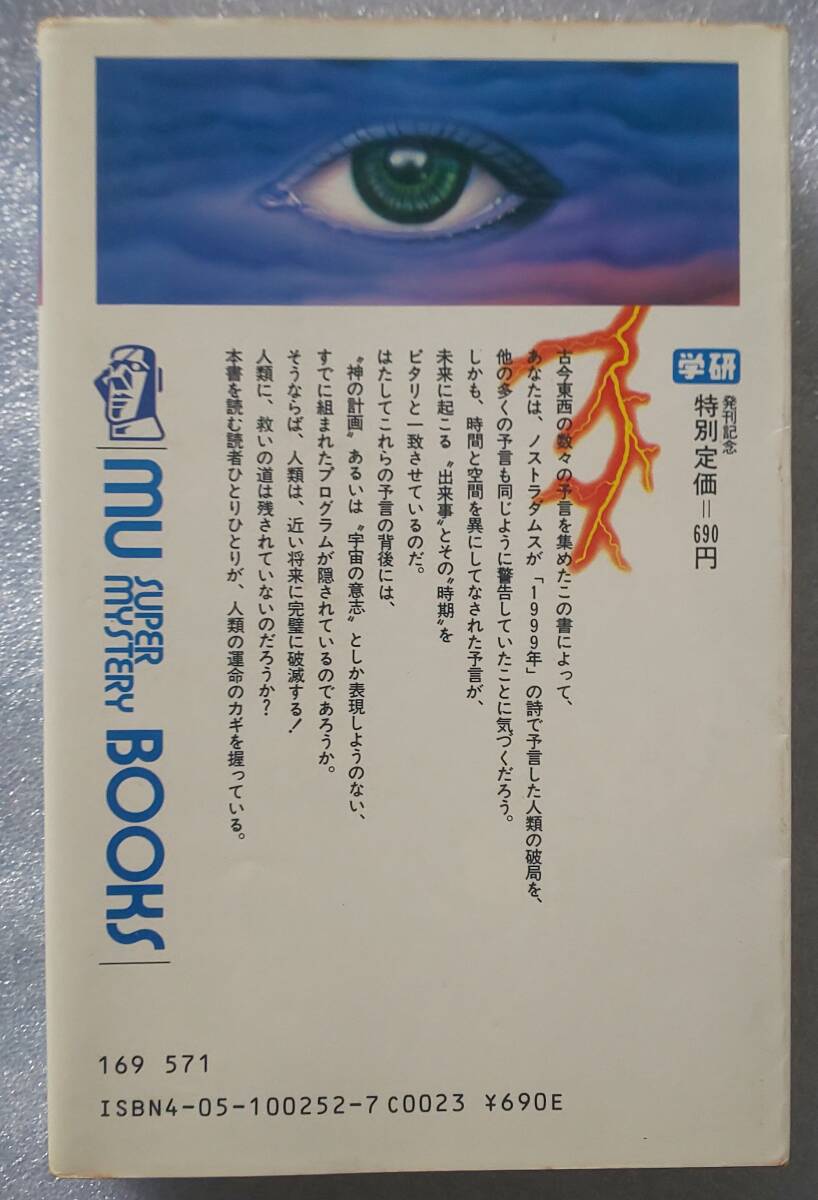 学研
発刊記念
特別定価＝690円
古今東西の数々の予言を集めたこの書によって、
あなたは、ノストラダムスが「1999年」の詩で予言した人類の破局を、
他の多くの予言も同じように警告していたことに気づくだろう。
しかも、時間と空間を異にしてなされた予言が、
未来に起こる〝出来事〟とその〝時期〟を
ピタリと一致させているのだ。
はたしてこれらの予言の背後には、
〝神の計画〟あるいは〝宇宙の意志〟としか表現しようのない、
すでに組まれたプログラムが隠されているのであろうか。
そうならば、人類は、近い将来に完璧に破滅する！
人類に、救いの道は残されていないのだろうか？
本書を読む読者ひとりひとりが、人類の運命のカギを握っている。
MU SUPER MYSTERY BOOKS
169 571
ISBN4-05-100252-7 C0023 ¥690E